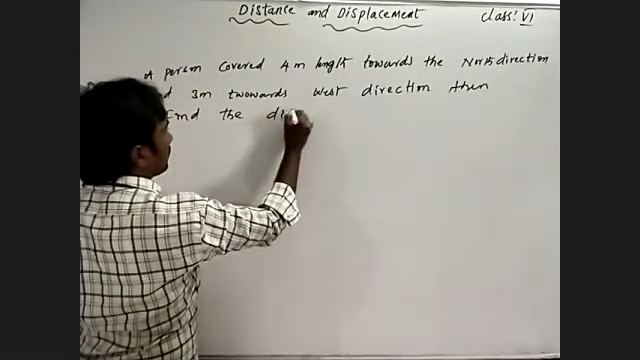 Distance and Displacement
Class: VI
A person Covered 4m length towards the North direction
3m twowards West direction then
Find the di